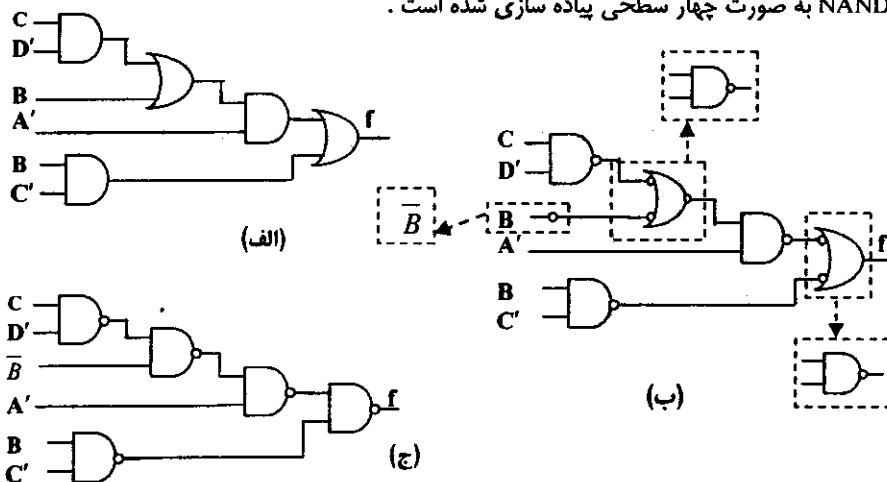 NAND به صورت چهار سطحی پیاده سازی شده است .
C
D′
B
A′
B
C′
f
(الف)
C
D′
B
B̅
A′
B
C′
f
(ب)
C
D′
B̅
A′
B
C′
f
(ج)